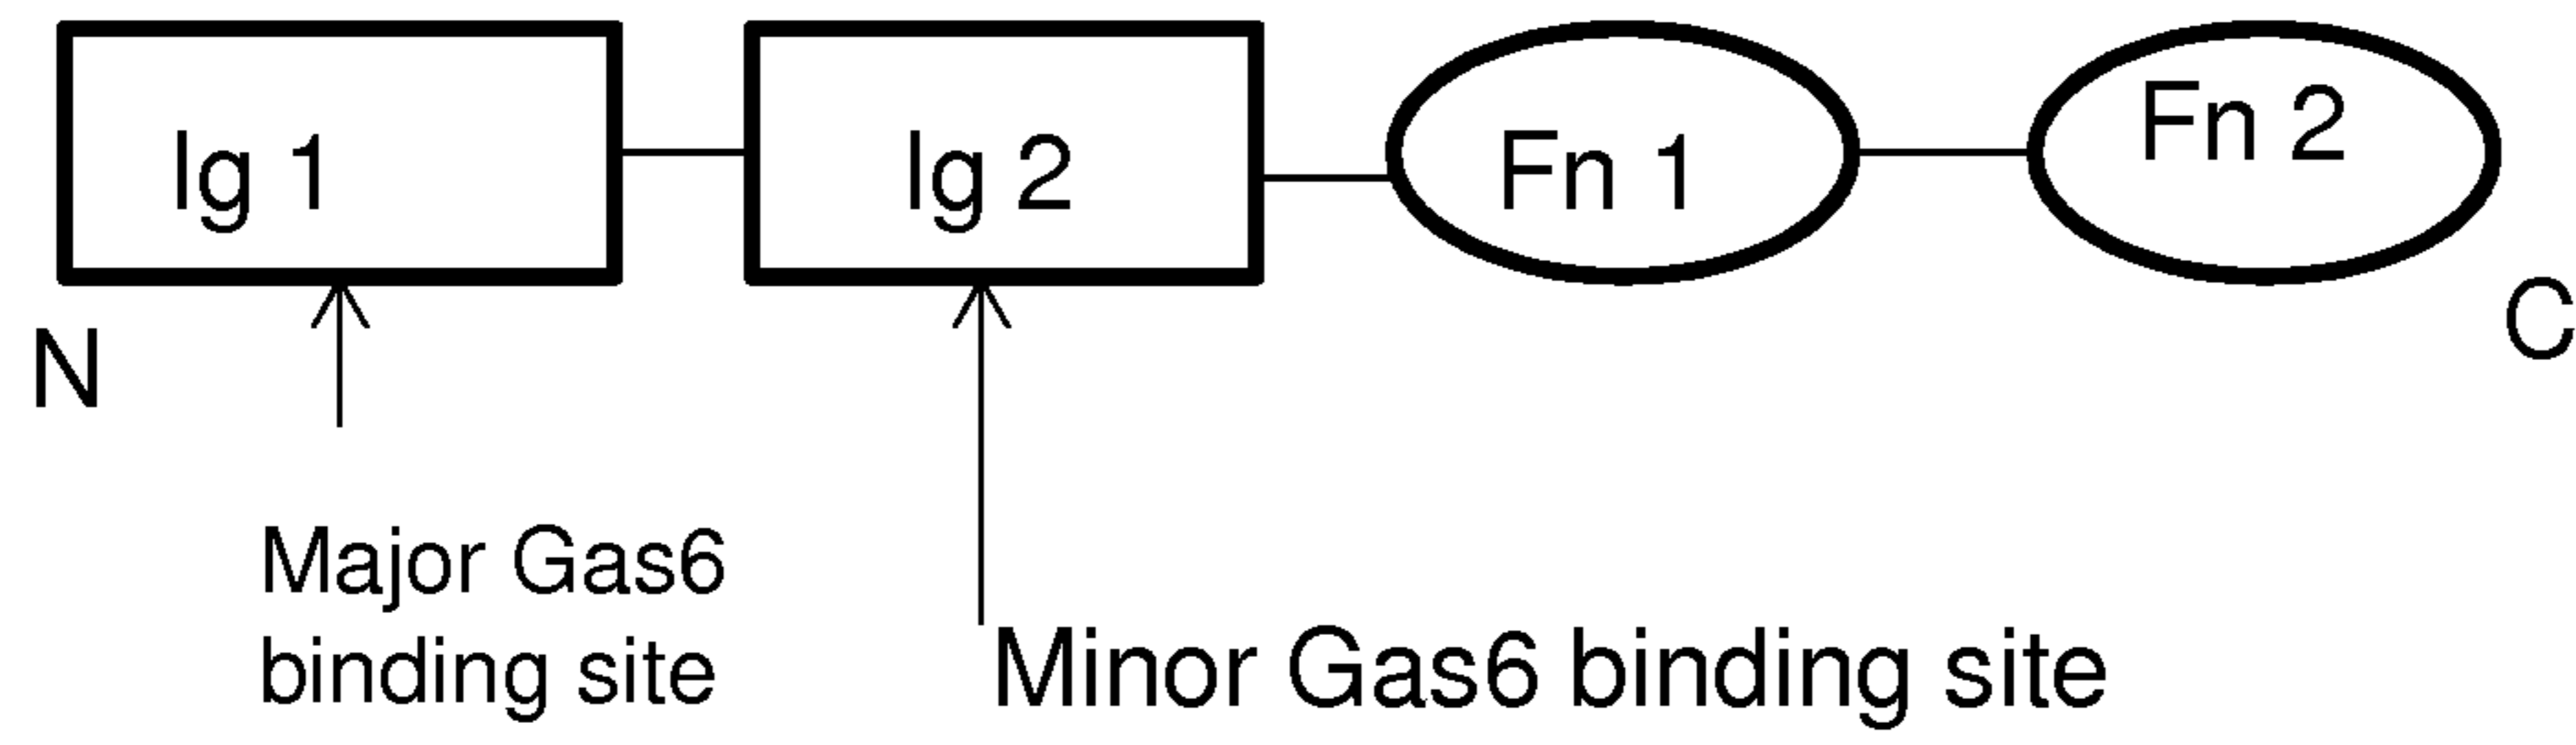 Ig 1
Ig 2
Fn 1
Fn 2
N
C
Major Gas6
binding site
Minor Gas6 binding site